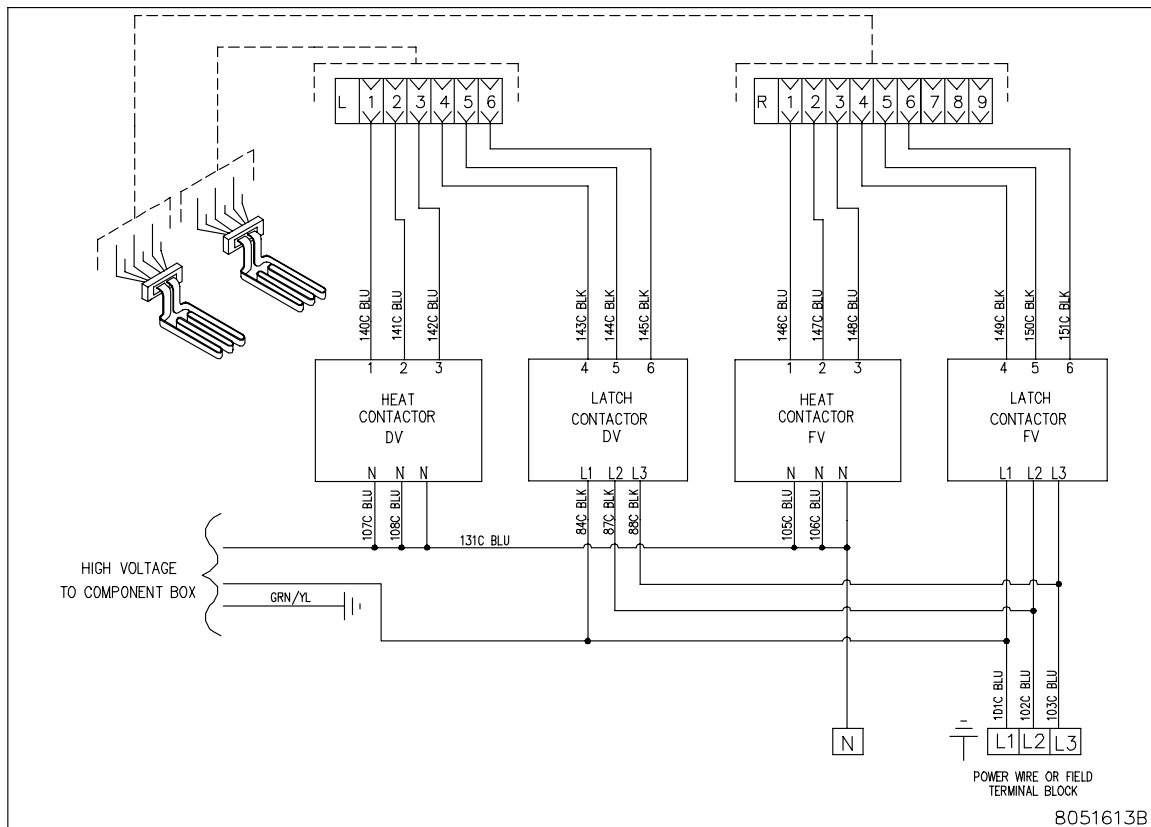 L 1 2 3 4 5 6
R 1 2 3 4 5 6 7 8 9
140C BLU
141C BLU
142C BLU
143C BLK
144C BLK
145C BLK
146C BLU
147C BLU
148C BLU
149C BLK
150C BLK
151C BLK
1 2 3
HEAT
CONTACTOR
DV
N N N
4 5 6
LATCH
CONTACTOR
DV
L1 L2 L3
1 2 3
HEAT
CONTACTOR
FV
N N N
4 5 6
LATCH
CONTACTOR
FV
L1 L2 L3
107C BLU
108C BLU
84C BLK
87C BLK
88C BLK
105C BLU
106C BLU
131C BLU
HIGH VOLTAGE
TO COMPONENT BOX
GRN/YL
101C BLU
102C BLU
103C BLU
N
L1 L2 L3
POWER WIRE OR FIELD
TERMINAL BLOCK
8051613B